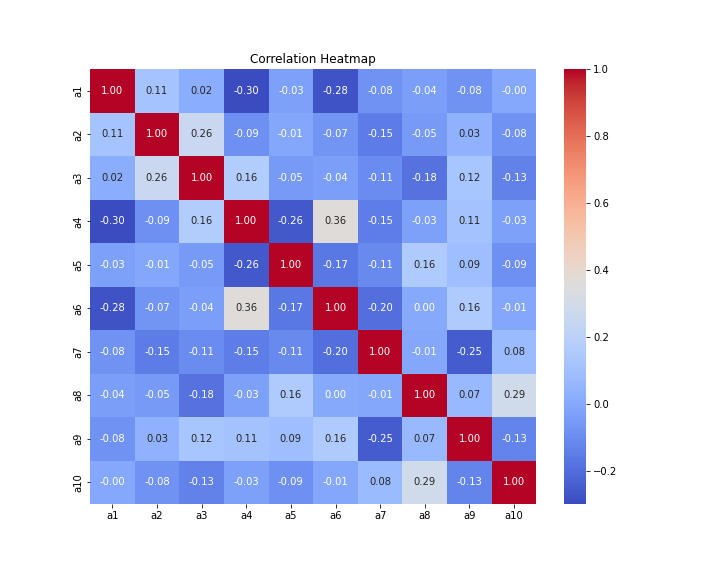 Correlation Heatmap
a1 1.00 0.11 0.02 -0.30 -0.03 -0.28 -0.08 -0.04 -0.08 -0.00
a2 0.11 1.00 0.26 -0.09 -0.01 -0.07 -0.15 -0.05 0.03 -0.08
a3 0.02 0.26 1.00 0.16 -0.05 -0.04 -0.11 -0.18 0.12 -0.13
a4 -0.30 -0.09 0.16 1.00 -0.26 0.36 -0.15 -0.03 0.11 -0.03
a5 -0.03 -0.01 -0.05 -0.26 1.00 -0.17 -0.11 0.16 0.09 -0.09
a6 -0.28 -0.07 -0.04 0.36 -0.17 1.00 -0.20 0.00 0.16 -0.01
a7 -0.08 -0.15 -0.11 -0.15 -0.11 -0.20 1.00 -0.01 -0.25 0.08
a8 -0.04 -0.05 -0.18 -0.03 0.16 0.00 -0.01 1.00 0.07 0.29
a9 -0.08 0.03 0.12 0.11 0.09 0.16 -0.25 0.07 1.00 -0.13
a10 -0.00 -0.08 -0.13 -0.03 -0.09 -0.01 0.08 0.29 -0.13 1.00
a1 a2 a3 a4 a5 a6 a7 a8 a9 a10
1.0
0.8
0.6
0.4
0.2
0.0
−0.2